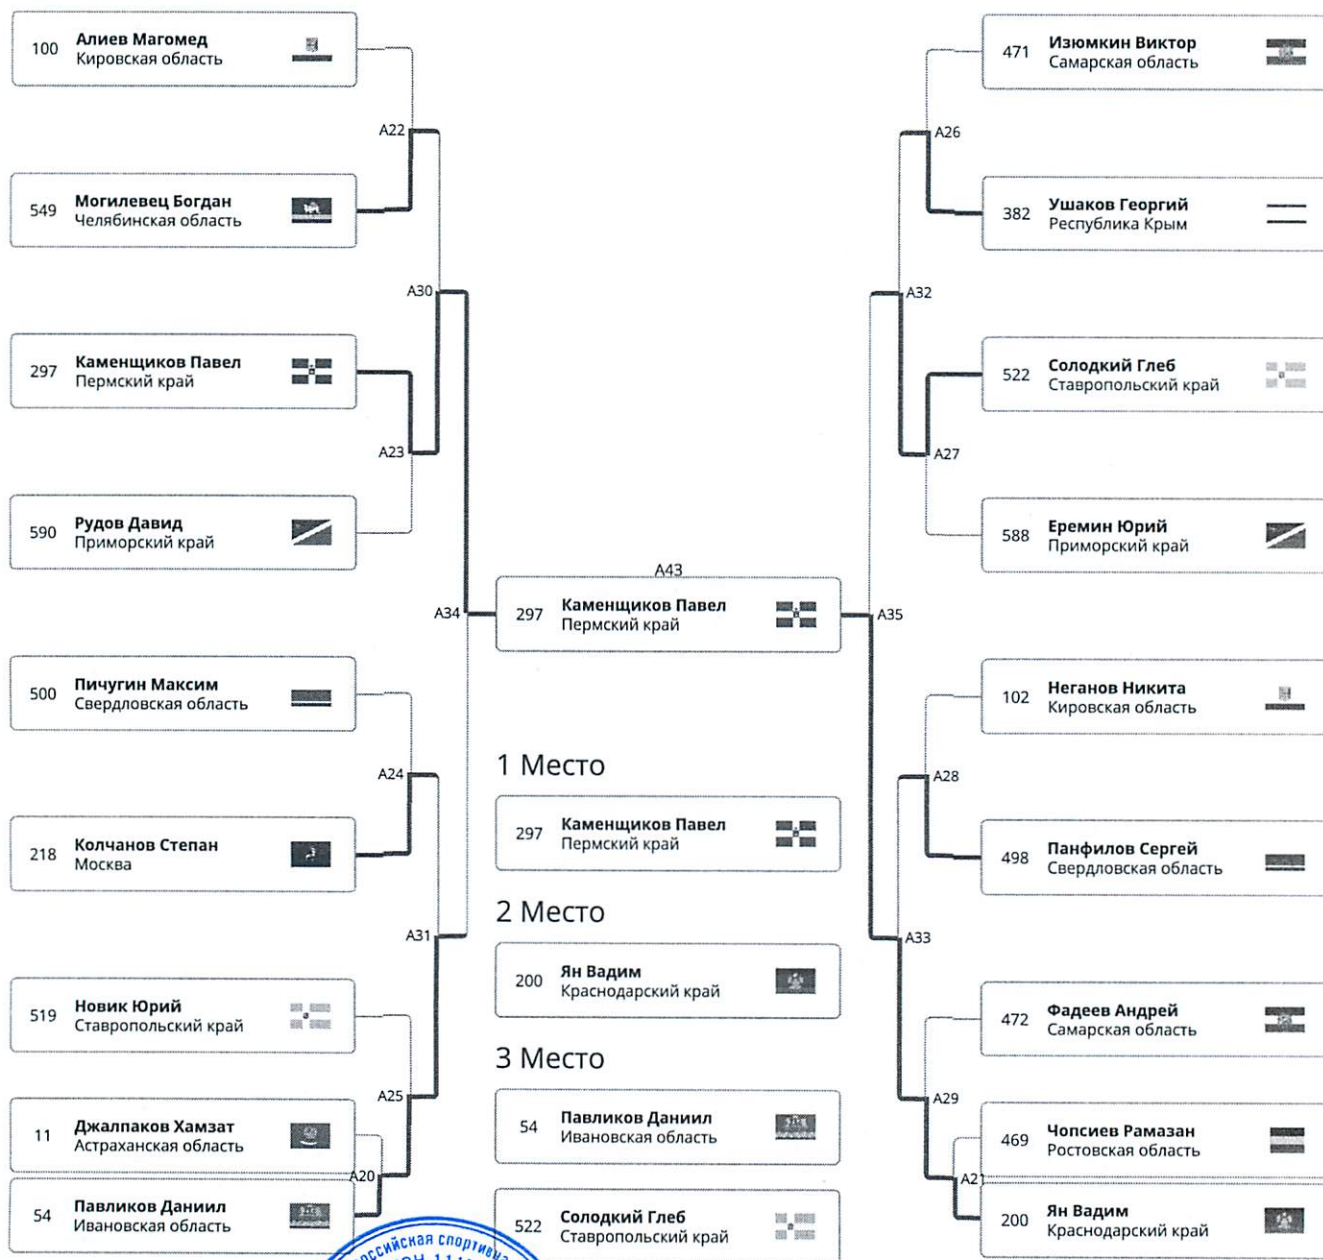 100 Алиев Магомед
Кировская область
A22
549 Могилевец Богдан
Челябинская область
A30
297 Каменщиков Павел
Пермский край
A23
590 Рудов Давид
Приморский край
A34
500 Пичугин Максим
Свердловская область
A24
218 Колчанов Степан
Москва
A31
519 Новик Юрий
Ставропольский край
A25
11 Джалпаков Хамзат
Астраханская область
A20
54 Павликов Даниил
Ивановская область
A43
297 Каменщиков Павел
Пермский край
1 Место
297 Каменщиков Павел
Пермский край
2 Место
200 Ян Вадим
Краснодарский край
3 Место
54 Павликов Даниил
Ивановская область
522 Солодкий Глеб
Ставропольский край
471 Изюмкин Виктор
Самарская область
A26
382 Ушаков Георгий
Республика Крым
A32
522 Солодкий Глеб
Ставропольский край
A27
588 Еремин Юрий
Приморский край
A35
102 Неганов Никита
Кировская область
A28
498 Панфилов Сергей
Свердловская область
A33
472 Фадеев Андрей
Самарская область
A29
469 Чопсиев Рамазан
Ростовская область
A21
200 Ян Вадим
Краснодарский край